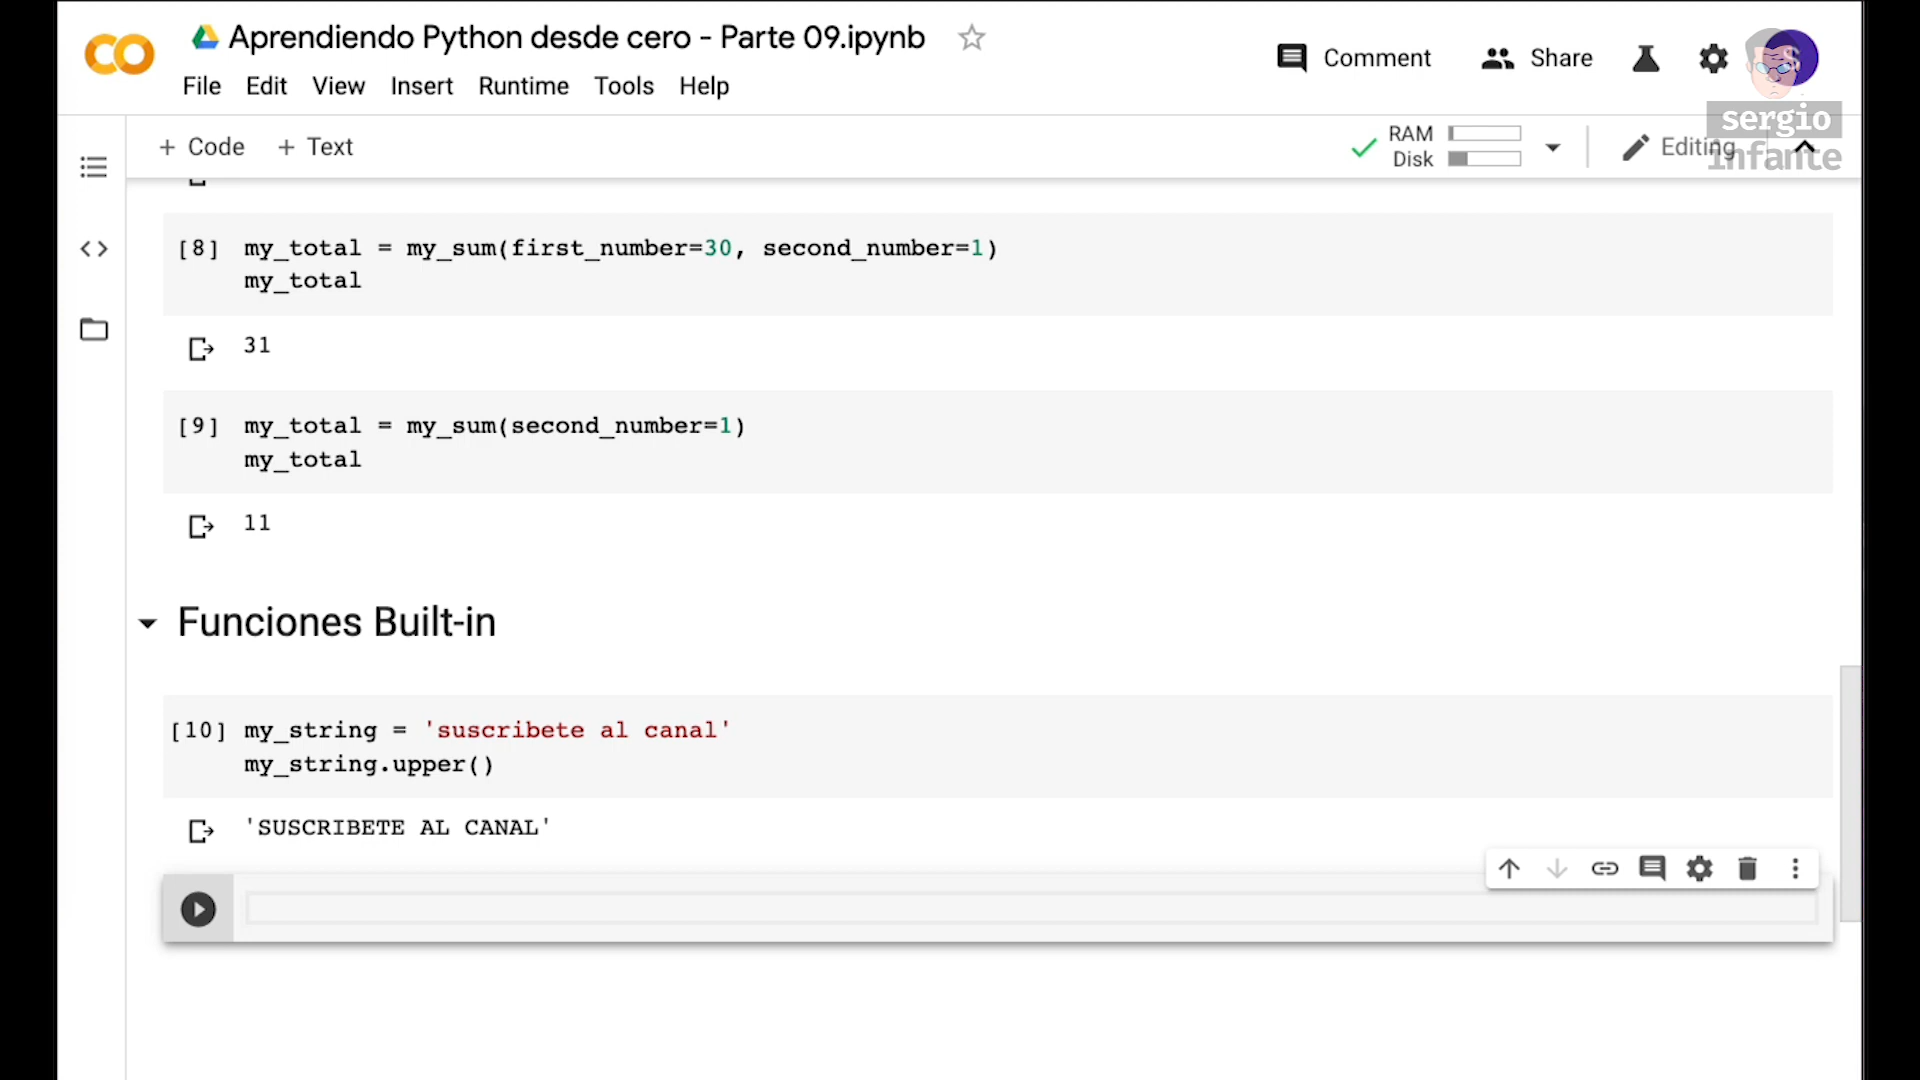 Aprendiendo Python desde cero - Parte 09.ipynb
File Edit View Insert Runtime Tools Help
Comment Share
sergio
infante
+ Code + Text
RAM
Disk
Editing
[8] my_total = my_sum(first_number=30, second_number=1)
my_total
31
[9] my_total = my_sum(second_number=1)
my_total
11
Funciones Built-in
[10] my_string = 'suscribete al canal'
my_string.upper()
'SUSCRIBETE AL CANAL'